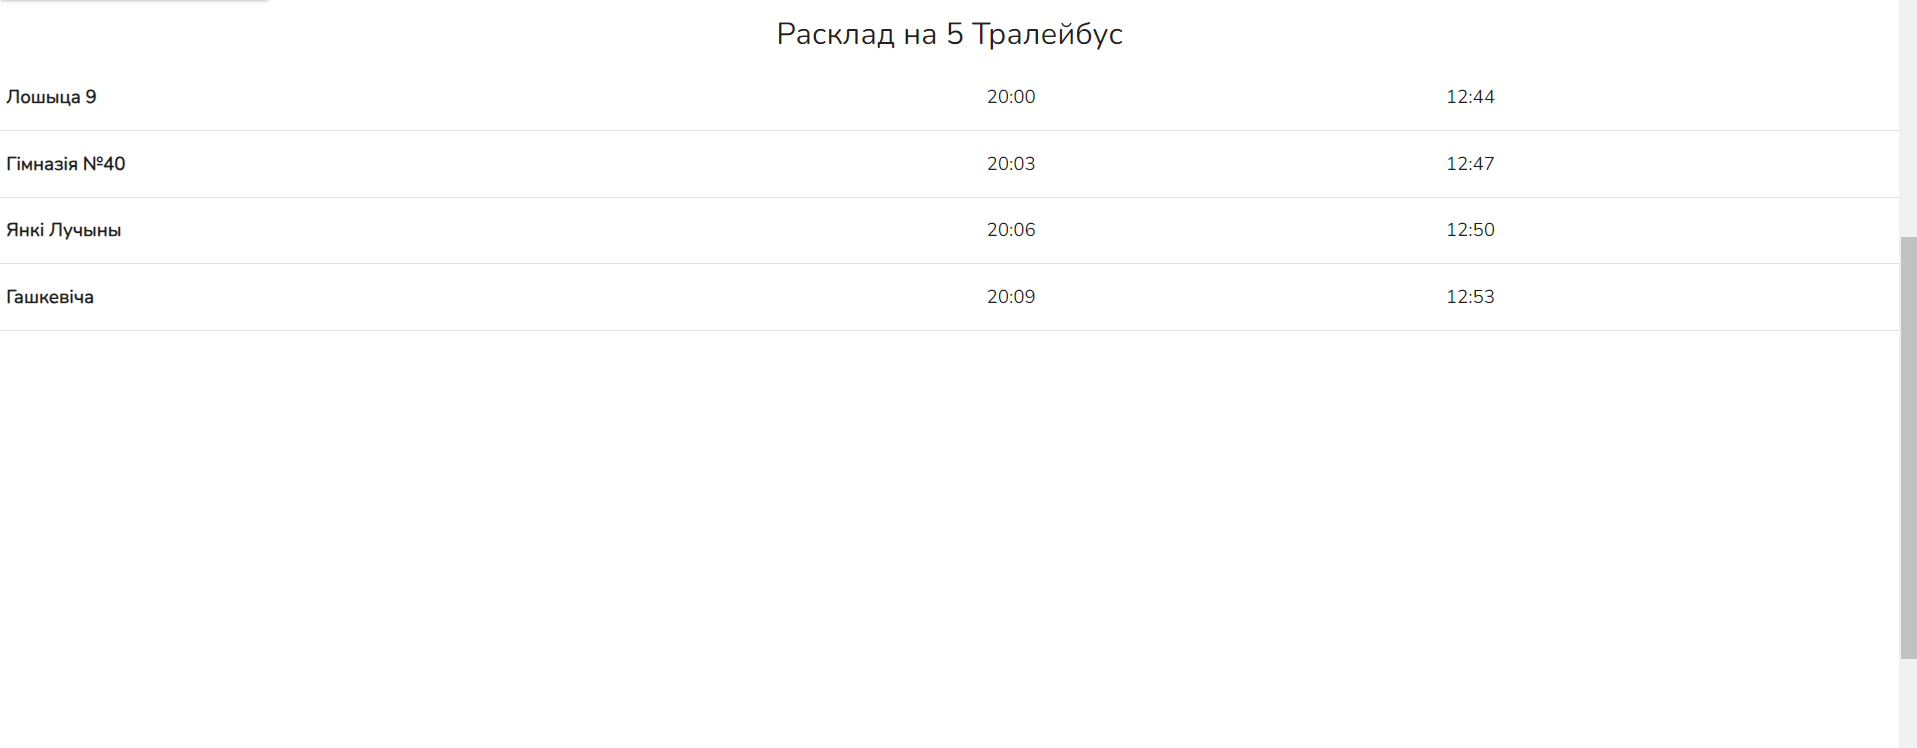 Расклад на 5 Тралейбус
Лошыца 9 20:00 12:44
Гімназія №40 20:03 12:47
Янкі Лучыны 20:06 12:50
Гашкевіча 20:09 12:53